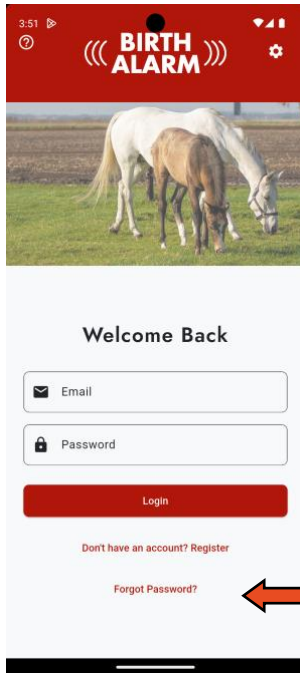 3:51
((( BIRTH
ALARM )))
Welcome Back
Email
Password
Login
Don't have an account? Register
Forgot Password?